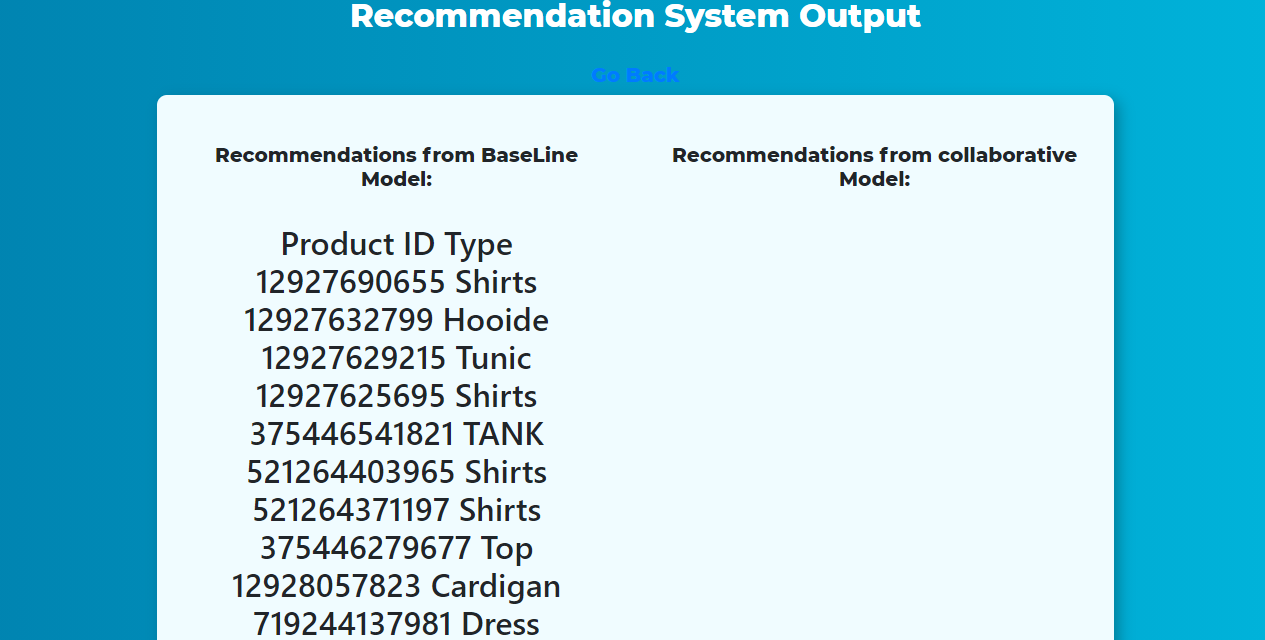 Recommendation System Output
Go Back
Recommendations from BaseLine
Model:
Product ID Type
12927690655 Shirts
12927632799 Hooide
12927629215 Tunic
12927625695 Shirts
375446541821 TANK
521264403965 Shirts
521264371197 Shirts
375446279677 Top
12928057823 Cardigan
719244137981 Dress
Recommendations from collaborative
Model: